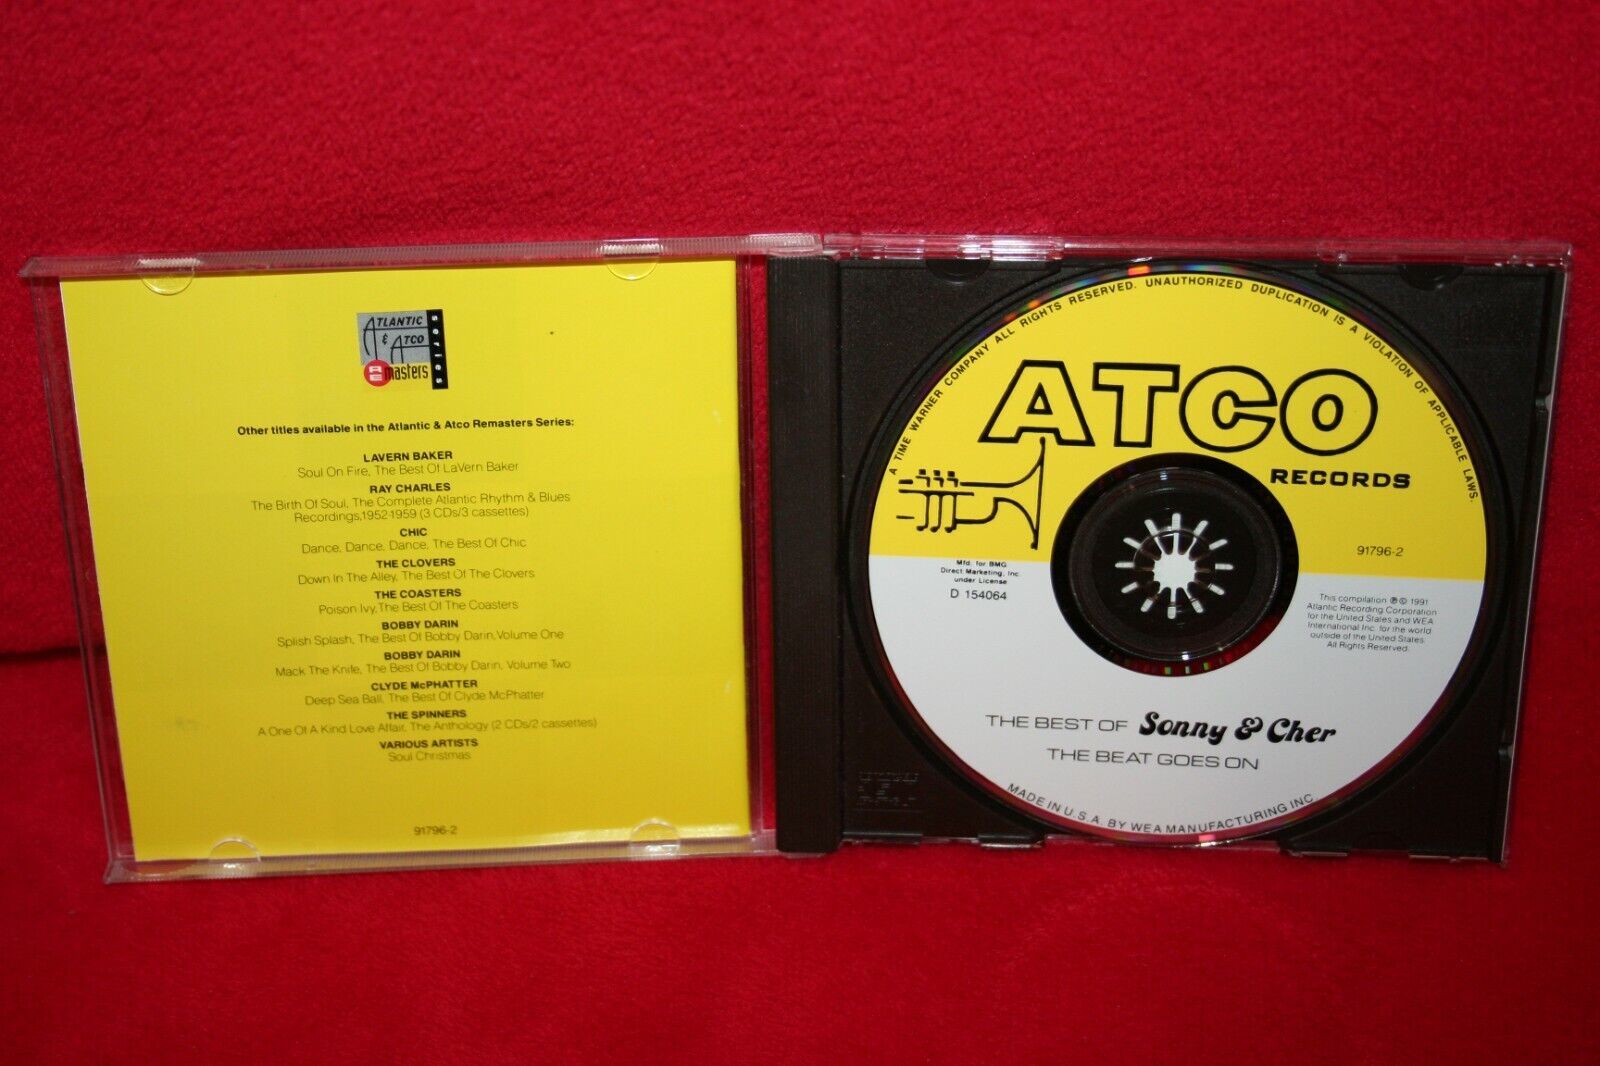 ATLANTIC
& ATCO
REmasters
series
Other titles available in the Atlantic & Atco Remasters Series:
LAVERN BAKER
Soul On Fire, The Best Of LaVern Baker
RAY CHARLES
The Birth Of Soul, The Complete Atlantic Rhythm & Blues
Recordings,1952-1959 (3 CDs/3 cassettes)
CHIC
Dance, Dance, Dance, The Best Of Chic
THE CLOVERS
Down In The Alley, The Best Of The Clovers
THE COASTERS
Poison Ivy, The Best Of The Coasters
BOBBY DARIN
Splish Splash, The Best Of Bobby Darin, Volume One
BOBBY DARIN
Mack The Knife, The Best Of Bobby Darin, Volume Two
CLYDE McPHATTER
Deep Sea Ball, The Best Of Clyde McPhatter
THE SPINNERS
A One Of A Kind Love Affair, The Anthology (2 CDs/2 cassettes)
VARIOUS ARTISTS
Soul Christmas
91796-2
A TIME WARNER COMPANY ALL RIGHTS RESERVED. UNAUTHORIZED DUPLICATION IS A VIOLATION OF APPLICABLE LAWS.
ATCO
RECORDS
91796-2
Mfd. for BMG
Direct Marketing, Inc.
under License
D 154064
This compilation ℗ © 1991
Atlantic Recording Corporation
for the United States and WEA
International Inc. for the world
outside of the United States.
All Rights Reserved.
THE BEST OF Sonny & Cher
THE BEAT GOES ON
MADE IN U.S.A. BY WEA MANUFACTURING INC